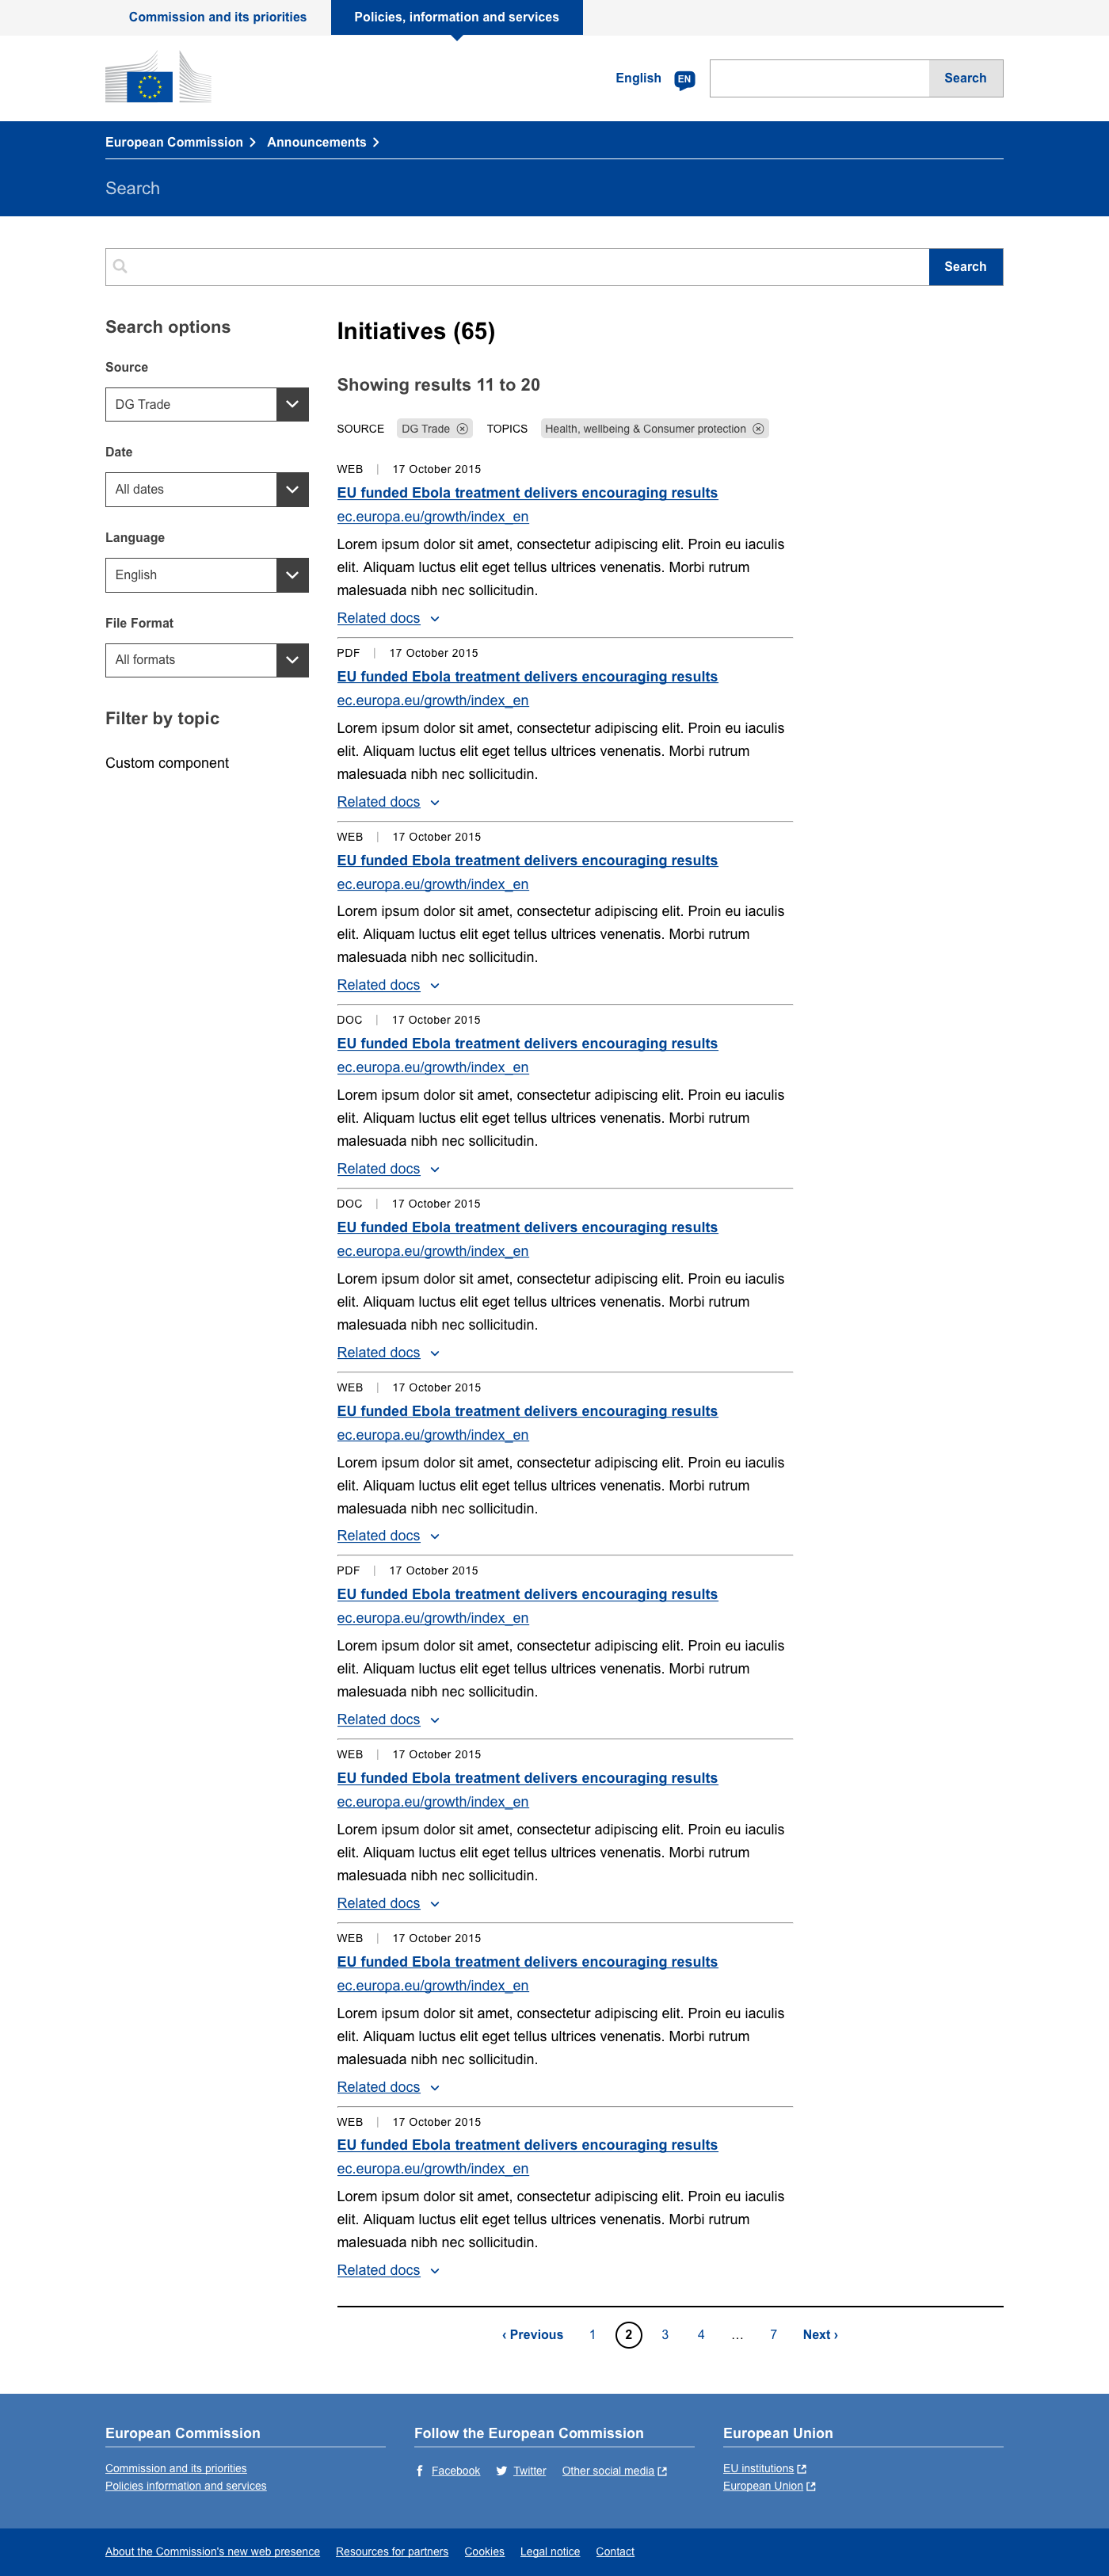 Commission and its priorities
Policies, information and services
English EN
Search
European Commission Announcements
Search
Search
Search options
Source
DG Trade
Date
All dates
Language
English
File Format
All formats
Filter by topic
Custom component
Initiatives (65)
Showing results 11 to 20
SOURCE DG Trade TOPICS Health, wellbeing & Consumer protection
WEB | 17 October 2015
EU funded Ebola treatment delivers encouraging results
ec.europa.eu/growth/index_en
Lorem ipsum dolor sit amet, consectetur adipiscing elit. Proin eu iaculis
elit. Aliquam luctus elit eget tellus ultrices venenatis. Morbi rutrum
malesuada nibh nec sollicitudin.
Related docs
PDF | 17 October 2015
EU funded Ebola treatment delivers encouraging results
ec.europa.eu/growth/index_en
Lorem ipsum dolor sit amet, consectetur adipiscing elit. Proin eu iaculis
elit. Aliquam luctus elit eget tellus ultrices venenatis. Morbi rutrum
malesuada nibh nec sollicitudin.
Related docs
WEB | 17 October 2015
EU funded Ebola treatment delivers encouraging results
ec.europa.eu/growth/index_en
Lorem ipsum dolor sit amet, consectetur adipiscing elit. Proin eu iaculis
elit. Aliquam luctus elit eget tellus ultrices venenatis. Morbi rutrum
malesuada nibh nec sollicitudin.
Related docs
DOC | 17 October 2015
EU funded Ebola treatment delivers encouraging results
ec.europa.eu/growth/index_en
Lorem ipsum dolor sit amet, consectetur adipiscing elit. Proin eu iaculis
elit. Aliquam luctus elit eget tellus ultrices venenatis. Morbi rutrum
malesuada nibh nec sollicitudin.
Related docs
DOC | 17 October 2015
EU funded Ebola treatment delivers encouraging results
ec.europa.eu/growth/index_en
Lorem ipsum dolor sit amet, consectetur adipiscing elit. Proin eu iaculis
elit. Aliquam luctus elit eget tellus ultrices venenatis. Morbi rutrum
malesuada nibh nec sollicitudin.
Related docs
WEB | 17 October 2015
EU funded Ebola treatment delivers encouraging results
ec.europa.eu/growth/index_en
Lorem ipsum dolor sit amet, consectetur adipiscing elit. Proin eu iaculis
elit. Aliquam luctus elit eget tellus ultrices venenatis. Morbi rutrum
malesuada nibh nec sollicitudin.
Related docs
PDF | 17 October 2015
EU funded Ebola treatment delivers encouraging results
ec.europa.eu/growth/index_en
Lorem ipsum dolor sit amet, consectetur adipiscing elit. Proin eu iaculis
elit. Aliquam luctus elit eget tellus ultrices venenatis. Morbi rutrum
malesuada nibh nec sollicitudin.
Related docs
WEB | 17 October 2015
EU funded Ebola treatment delivers encouraging results
ec.europa.eu/growth/index_en
Lorem ipsum dolor sit amet, consectetur adipiscing elit. Proin eu iaculis
elit. Aliquam luctus elit eget tellus ultrices venenatis. Morbi rutrum
malesuada nibh nec sollicitudin.
Related docs
WEB | 17 October 2015
EU funded Ebola treatment delivers encouraging results
ec.europa.eu/growth/index_en
Lorem ipsum dolor sit amet, consectetur adipiscing elit. Proin eu iaculis
elit. Aliquam luctus elit eget tellus ultrices venenatis. Morbi rutrum
malesuada nibh nec sollicitudin.
Related docs
WEB | 17 October 2015
EU funded Ebola treatment delivers encouraging results
ec.europa.eu/growth/index_en
Lorem ipsum dolor sit amet, consectetur adipiscing elit. Proin eu iaculis
elit. Aliquam luctus elit eget tellus ultrices venenatis. Morbi rutrum
malesuada nibh nec sollicitudin.
Related docs
‹ Previous 1 2 3 4 ... 7 Next ›
European Commission
Commission and its priorities
Policies information and services
Follow the European Commission
Facebook Twitter Other social media
European Union
EU institutions
European Union
About the Commission's new web presence Resources for partners Cookies Legal notice Contact